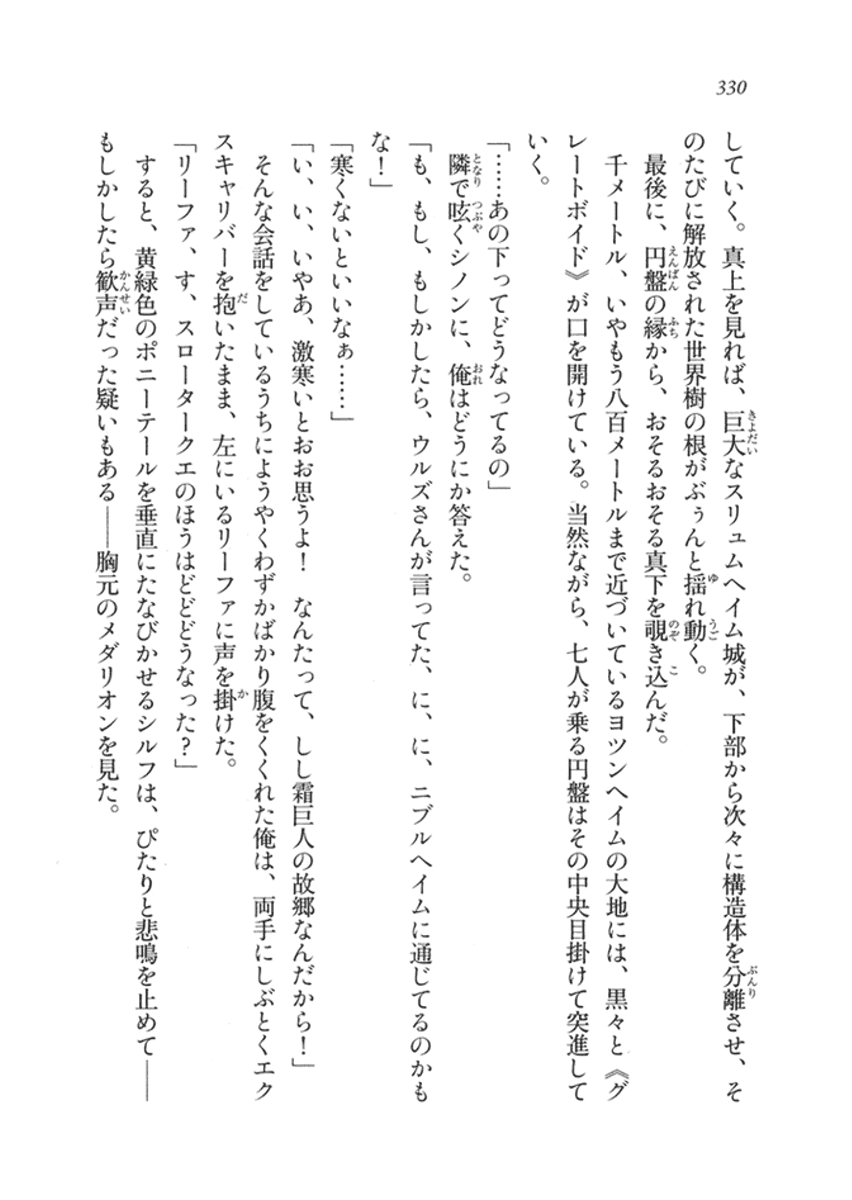 330
していく。真上を見れば、巨大なスリュムヘイム城が、下部から次々に構造体を分離させ、そ
のたびに解放された世界樹の根がぶぅんと揺れ動く。
最後に、円盤の縁から、おそるおそる真下を覗き込んだ。
千メートル、いやもう八百メートルまで近づいているヨツンヘイムの大地には、黒々と《グ
レートボイド》が口を開けている。当然ながら、七人が乗る円盤はその中央目掛けて突進して
いく。
「……あの下ってどうなってるの」
隣で呟くシノンに、俺はどうにか答えた。
「も、もし、もしかしたら、ウルズさんが言ってた、に、に、ニブルヘイムに通じてるのかも
な！」
「寒くないといいなぁ……」
「い、い、いやあ、激寒いとおお思うよ！　なんたって、しし霜巨人の故郷なんだから！」
そんな会話をしているうちにようやくわずかばかり腹をくくれた俺は、両手にしぶとくエク
スキャリバーを抱いたまま、左にいるリーファに声を掛けた。
「リーファ、す、スロータークエのほうはどどどうなった？」
すると、黄緑色のポニーテールを垂直にたなびかせるシルフは、ぴたりと悲鳴を止めて――
もしかしたら歓声だった疑いもある――胸元のメダリオンを見た。